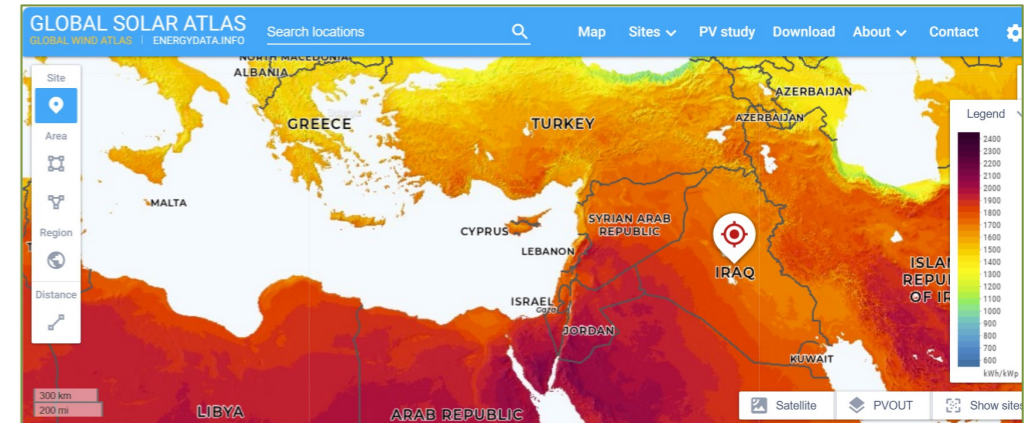 GLOBAL SOLAR ATLAS
GLOBAL WIND ATLAS | ENERGYDATA.INFO
Search locations
Map
Sites
PV study
Download
About
Contact
Site
Area
Region
Distance
NORTH MACEDONIA
ALBANIA
GREECE
TURKEY
AZERBAIJAN
AZERBAIJAN
MALTA
CYPRUS
SYRIAN ARAB
REPUBLIC
LEBANON
IRAQ
ISRAEL
Gaza
JORDAN
KUWAIT
ISLA
REPU
OF IR
LIBYA
ARAB REPUBLIC
300 km
200 mi
Legend
2400
2300
2200
2100
2000
1900
1800
1700
1600
1500
1400
1300
1200
1100
1000
900
800
700
600
kWh/kWp
Satellite
PVOUT
Show sites